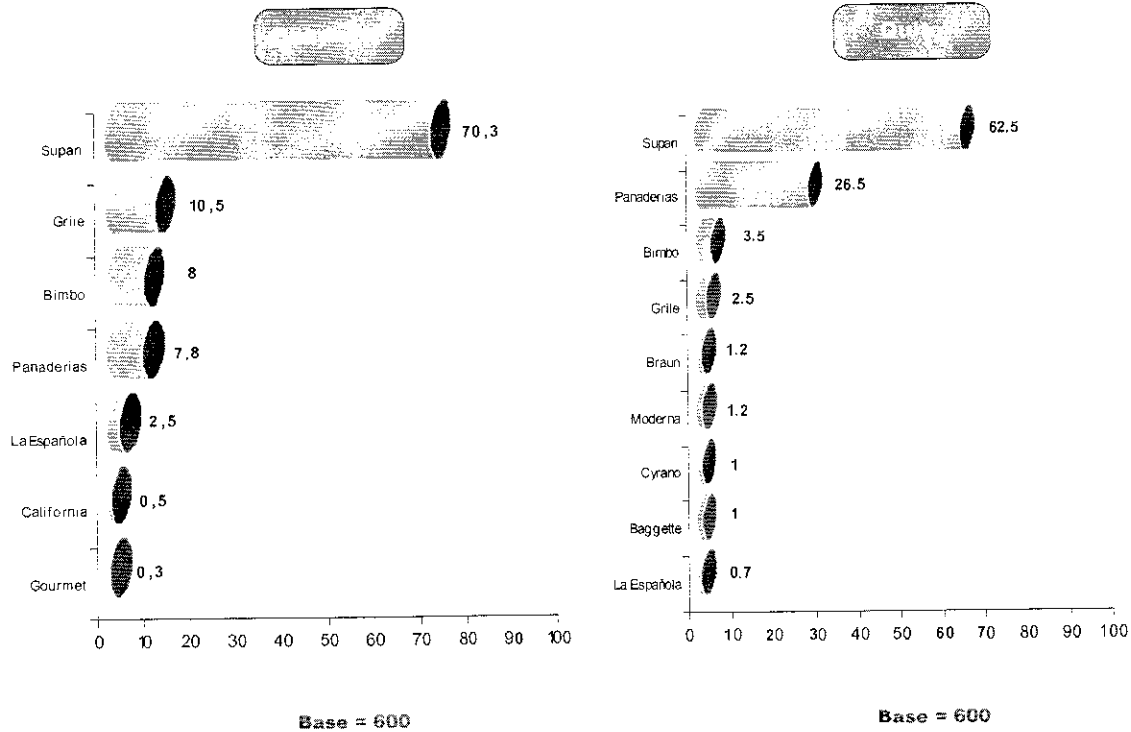 Supan
70,3
Grile
10,5
Bimbo
8
Panaderias
7,8
La Española
2,5
California
0,5
Gourmet
0,3
0 10 20 30 40 50 60 70 80 90 100
Base = 600
Supan
62.5
Panaderias
26.5
Bimbo
3.5
Grile
2.5
Braun
1.2
Moderna
1.2
Cyrano
1
Baggette
1
La Española
0.7
0 10 20 30 40 50 60 70 80 90 100
Base = 600